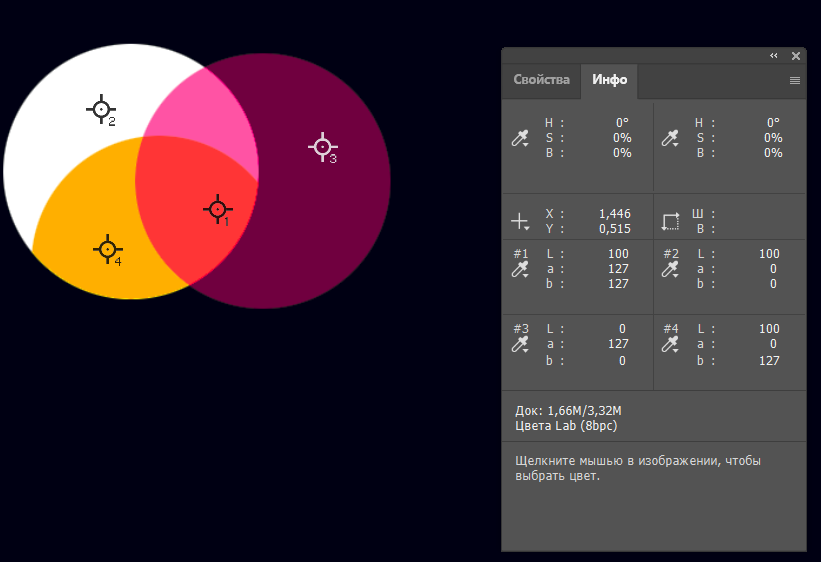 2
3
1
4
Свойства Инфо
H : 0° H : 0°
S : 0% S : 0%
B : 0% B : 0%
X : 1,446 Ш :
Y : 0,515 В :
#1 L : 100 #2 L : 100
a : 127 a : 0
b : 127 b : 0
#3 L : 0 #4 L : 100
a : 127 a : 0
b : 0 b : 127
Док: 1,66M/3,32M
Цвета Lab (8bpc)
Щелкните мышью в изображении, чтобы
выбрать цвет.